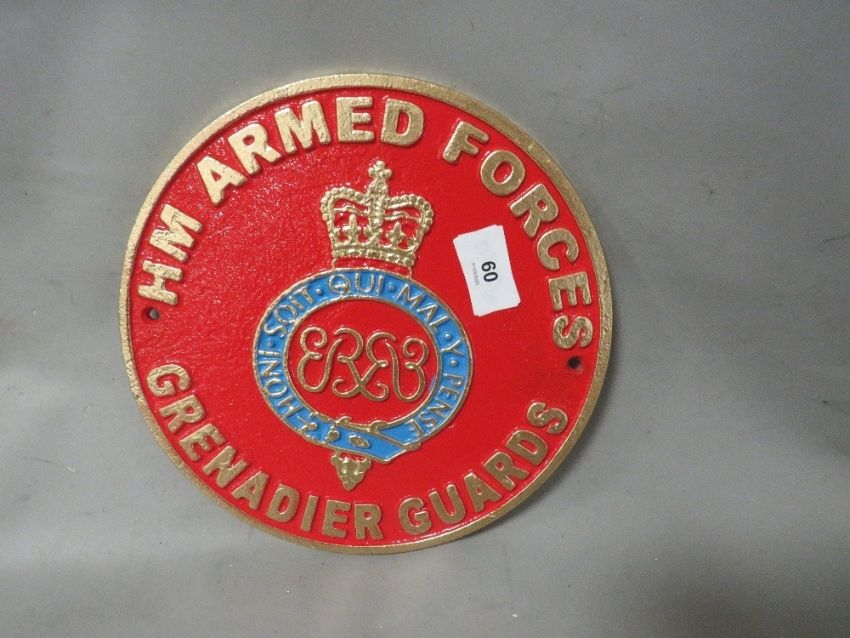 HM ARMED FORCES
HONI · SOIT · QUI · MAL · Y · PENSE
GRENADIER GUARDS
60